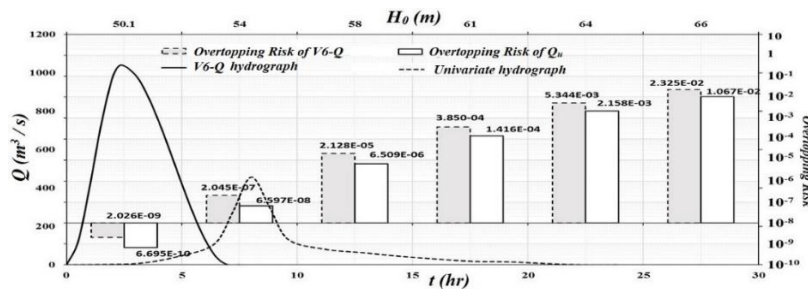 H₀ (m)
50.1 54 58 61 64 66
Overtopping Risk of V6-Q Overtopping Risk of Qu
V6-Q hydrograph Univariate hydrograph
1200
1000
800
600
400
200
0
Q (m³ / s)
2.026E-09
6.695E-10
2.045E-07
6.597E-08
2.128E-05
6.509E-06
3.850-04
1.416E-04
5.344E-03
2.158E-03
2.325E-02
1.067E-02
10
1
10⁻¹
10⁻²
10⁻³
10⁻⁴
10⁻⁵
10⁻⁶
10⁻⁷
10⁻⁸
10⁻⁹
10⁻¹⁰
Overtopping Risk
0 5 10 15 20 25 30
t (hr)